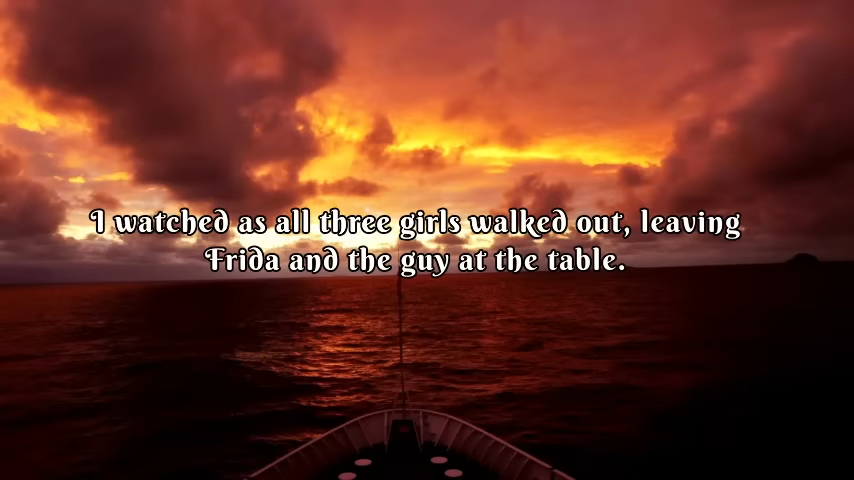 I watched as all three girls walked out, leaving
Frida and the guy at the table.